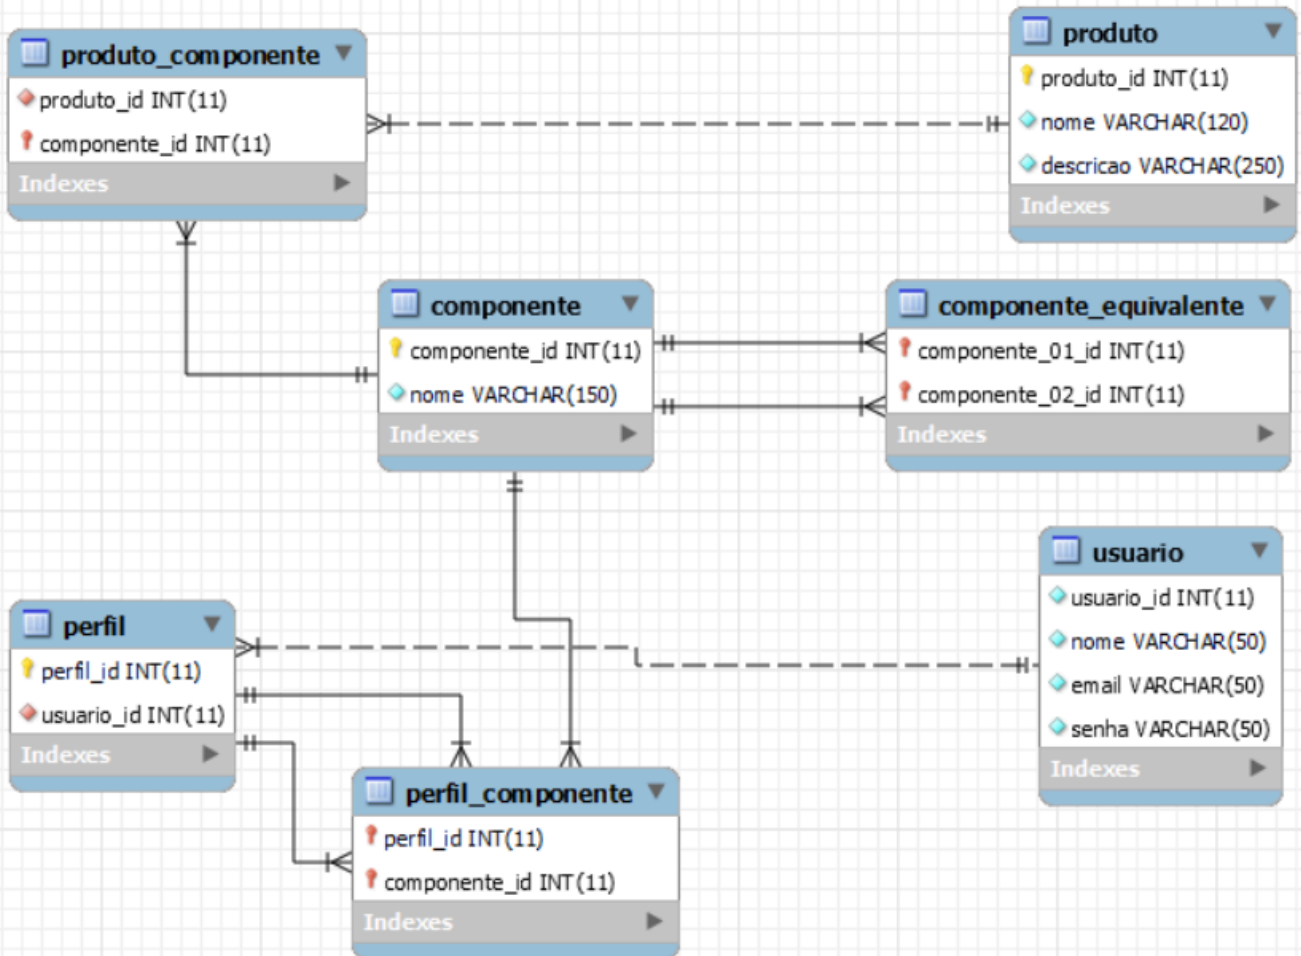 produto_componente
produto_id INT(11)
componente_id INT(11)
Indexes
produto
produto_id INT(11)
nome VARCHAR(120)
descricao VARCHAR(250)
Indexes
componente
componente_id INT(11)
nome VARCHAR(150)
Indexes
componente_equivalente
componente_01_id INT(11)
componente_02_id INT(11)
Indexes
usuario
usuario_id INT(11)
nome VARCHAR(50)
email VARCHAR(50)
senha VARCHAR(50)
Indexes
perfil
perfil_id INT(11)
usuario_id INT(11)
Indexes
perfil_componente
perfil_id INT(11)
componente_id INT(11)
Indexes